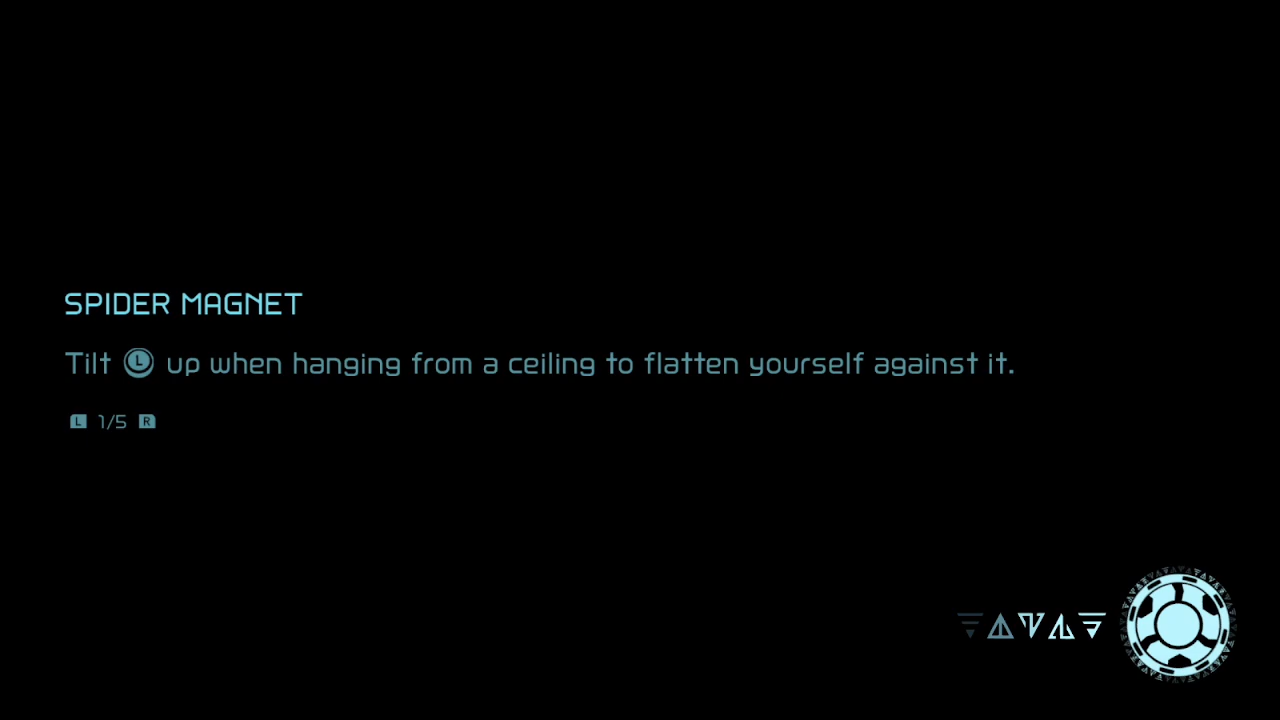 SPIDER MAGNET
Tilt L up when hanging from a ceiling to flatten yourself against it.
L 1/5 R